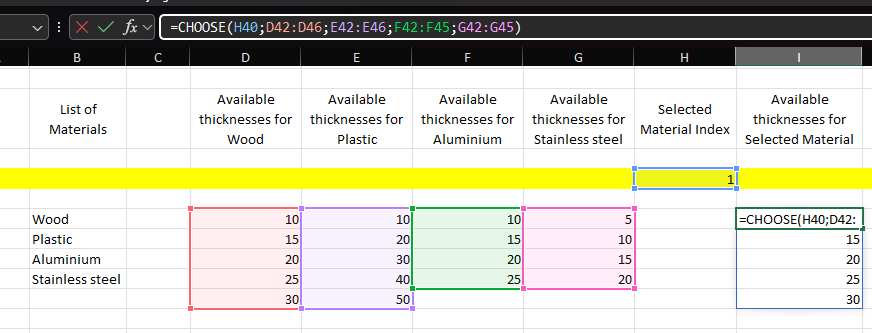 fx =CHOOSE(H40;D42:D46;E42:E46;F42:F45;G42:G45)
B C D E F G H I
List of
Materials
Available
thicknesses for
Wood
Available
thicknesses for
Plastic
Available
thicknesses for
Aluminium
Available
thicknesses for
Stainless steel
Selected
Material Index
Available
thicknesses for
Selected Material
1
Wood 10 10 10 5 =CHOOSE(H40;D42:
Plastic 15 20 15 10 15
Aluminium 20 30 20 15 20
Stainless steel 25 40 25 20 25
30 50 30